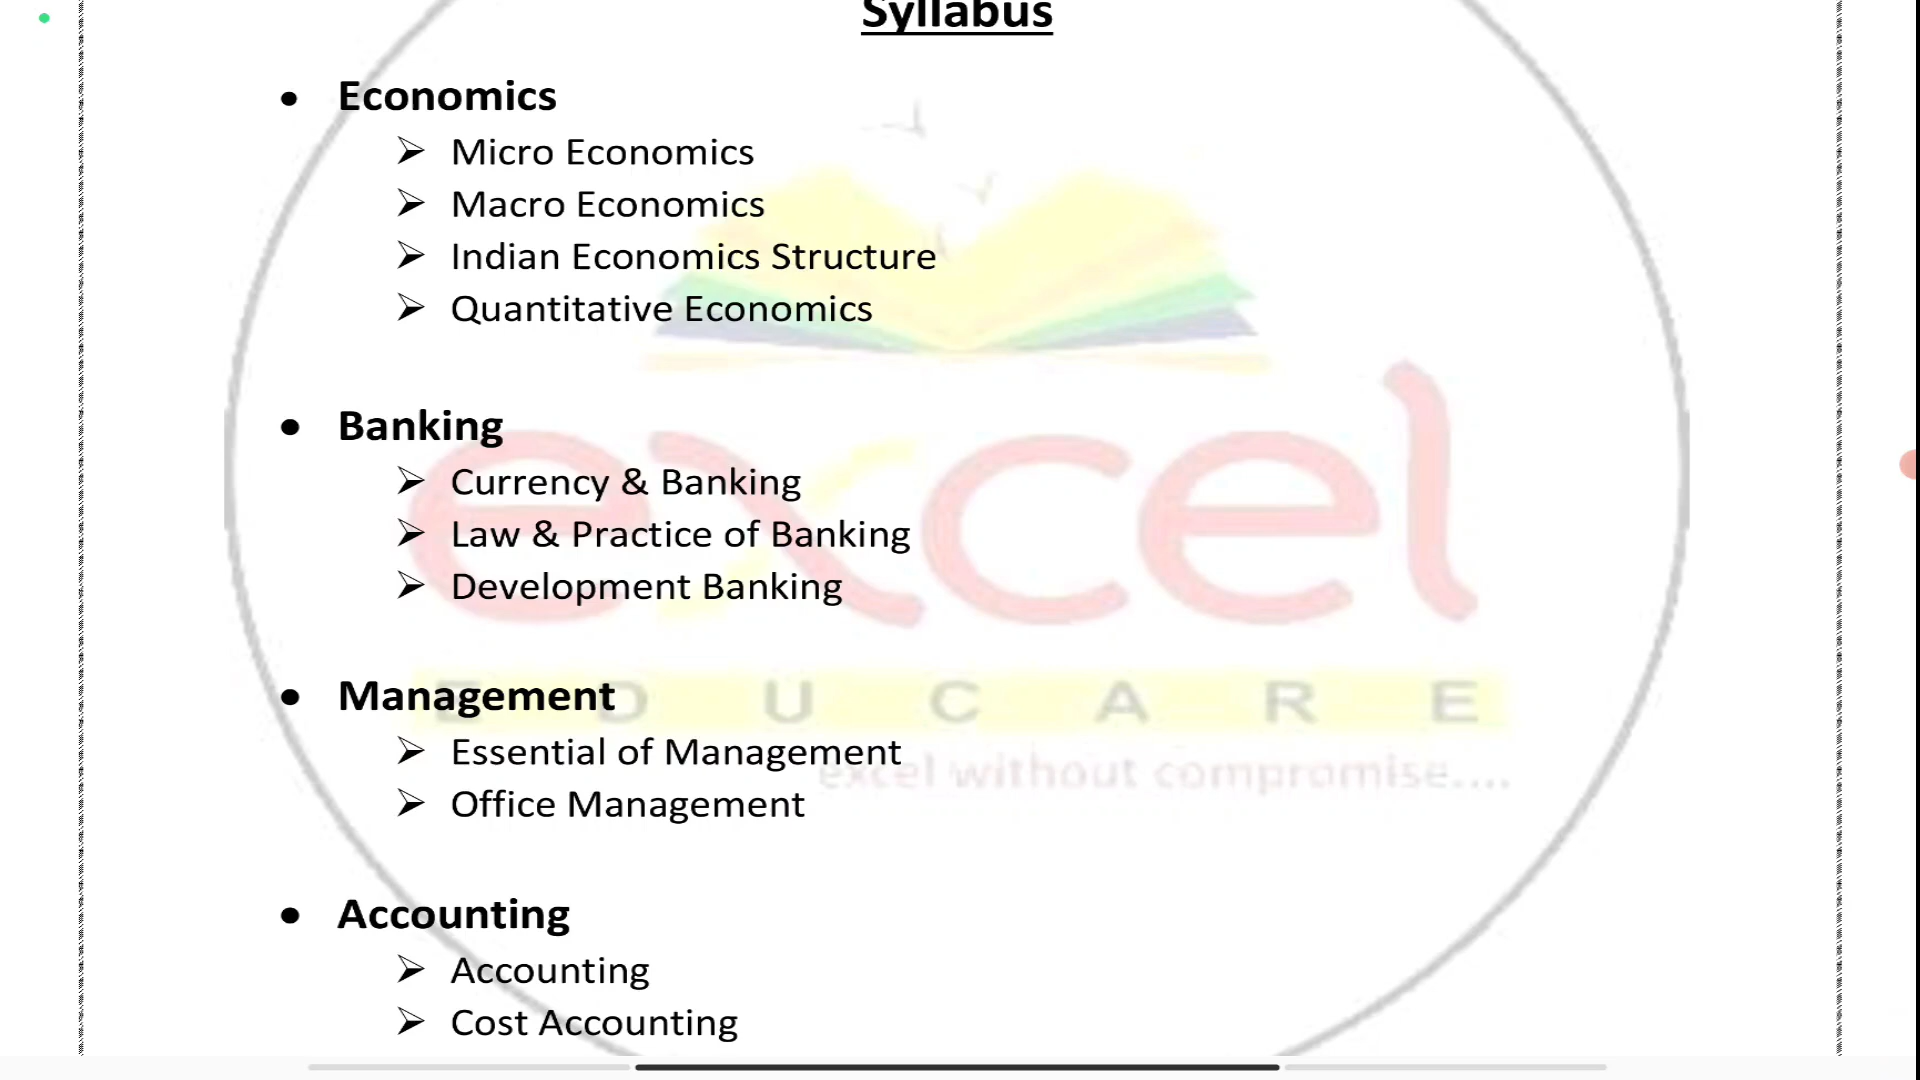 Syllabus
• Economics
➢ Micro Economics
➢ Macro Economics
➢ Indian Economics Structure
➢ Quantitative Economics
• Banking
➢ Currency & Banking
➢ Law & Practice of Banking
➢ Development Banking
• Management
➢ Essential of Management
➢ Office Management
• Accounting
➢ Accounting
➢ Cost Accounting
excel
EDUCARE
excel without compromise....